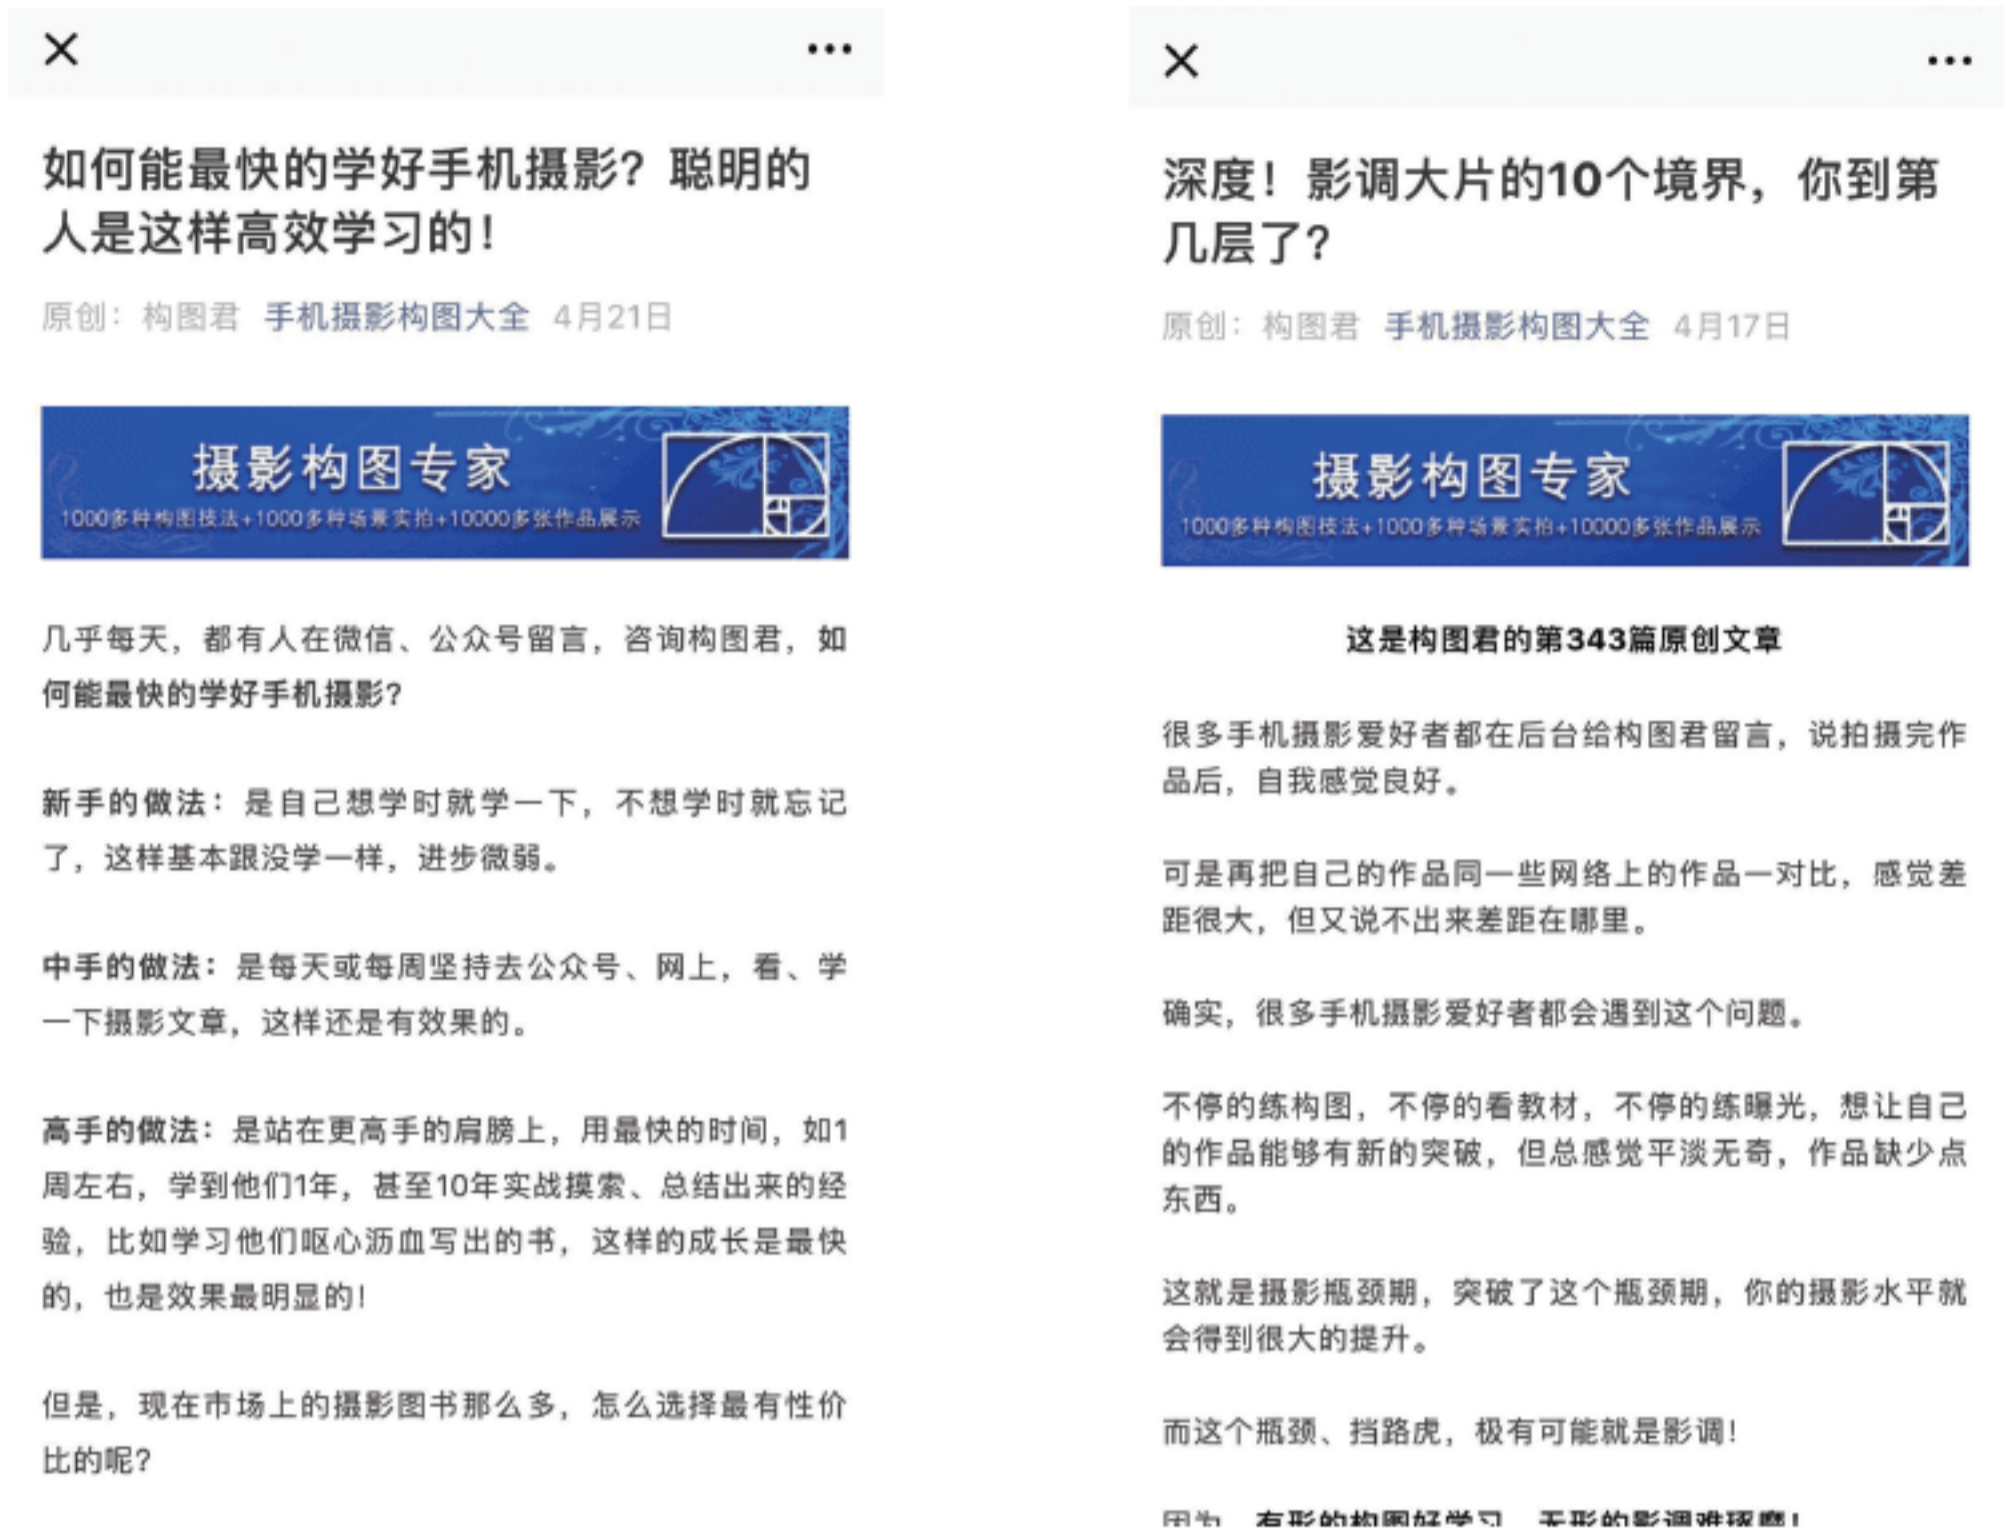 如何能最快的学好手机摄影？聪明的
人是这样高效学习的！
原创：构图君 手机摄影构图大全 4月21日
摄影构图专家
1000多种构图技法+1000多种场景实拍+10000多张作品展示
几乎每天，都有人在微信、公众号留言，咨询构图君，如
何能最快的学好手机摄影？
新手的做法：是自己想学时就学一下，不想学时就忘记
了，这样基本跟没学一样，进步微弱。
中手的做法：是每天或每周坚持去公众号、网上，看、学
一下摄影文章，这样还是有效果的。
高手的做法：是站在更高手的肩膀上，用最快的时间，如1
周左右，学到他们1年，甚至10年实战摸索、总结出来的经
验，比如学习他们呕心沥血写出的书，这样的成长是最快
的，也是效果最明显的！
但是，现在市场上的摄影图书那么多，怎么选择最有性价
比的呢？
深度！影调大片的10个境界，你到第
几层了？
原创：构图君 手机摄影构图大全 4月17日
摄影构图专家
1000多种构图技法+1000多种场景实拍+10000多张作品展示
这是构图君的第343篇原创文章
很多手机摄影爱好者都在后台给构图君留言，说拍摄完作
品后，自我感觉良好。
可是再把自己的作品同一些网络上的作品一对比，感觉差
距很大，但又说不出来差距在哪里。
确实，很多手机摄影爱好者都会遇到这个问题。
不停的练构图，不停的看教材，不停的练曝光，想让自己
的作品能够有新的突破，但总感觉平淡无奇，作品缺少点
东西。
这就是摄影瓶颈期，突破了这个瓶颈期，你的摄影水平就
会得到很大的提升。
而这个瓶颈、挡路虎，极有可能就是影调！
因为，有形的构图好学习，无形的影调难琢磨！